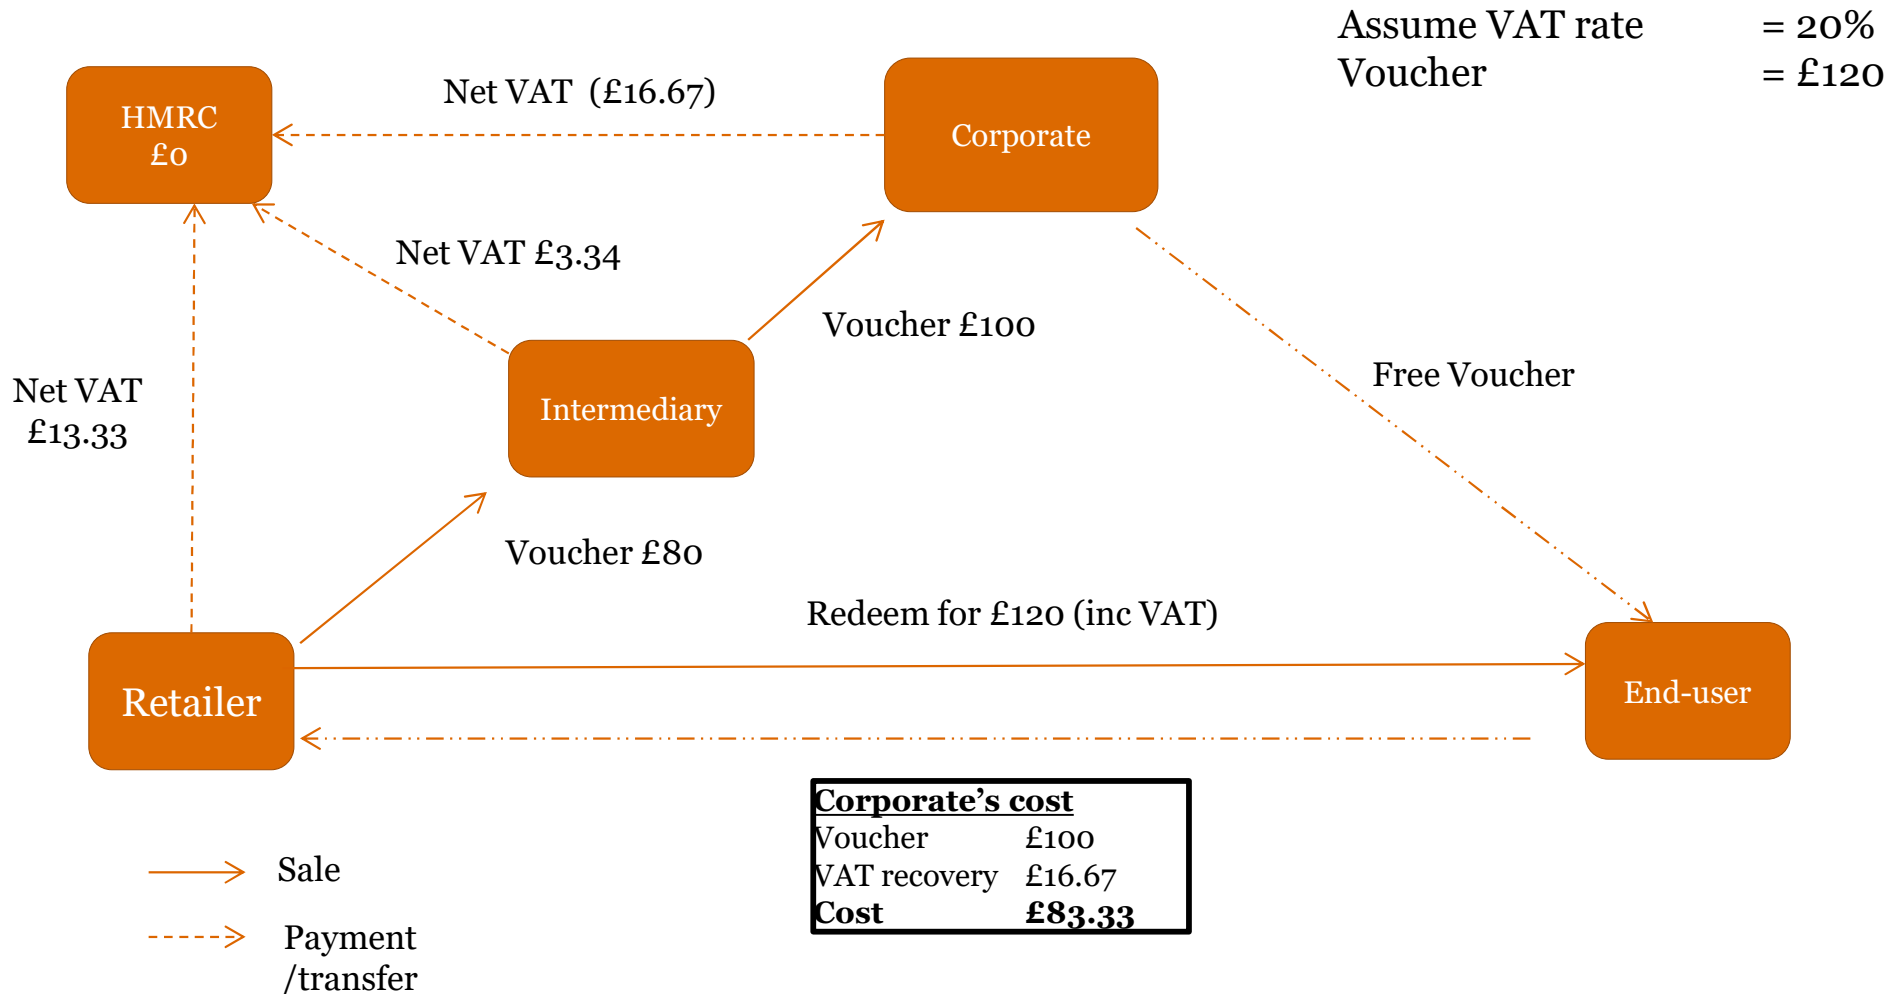 Assume VAT rate = 20%
Voucher = £120
HMRC
£0
Net VAT (£16.67)
Corporate
Net VAT £3.34
Voucher £100
Free Voucher
Net VAT
£13.33
Intermediary
Voucher £80
Redeem for £120 (inc VAT)
Retailer
End-user
Corporate’s cost
Voucher £100
VAT recovery £16.67
Cost £83.33
Sale
Payment
/transfer